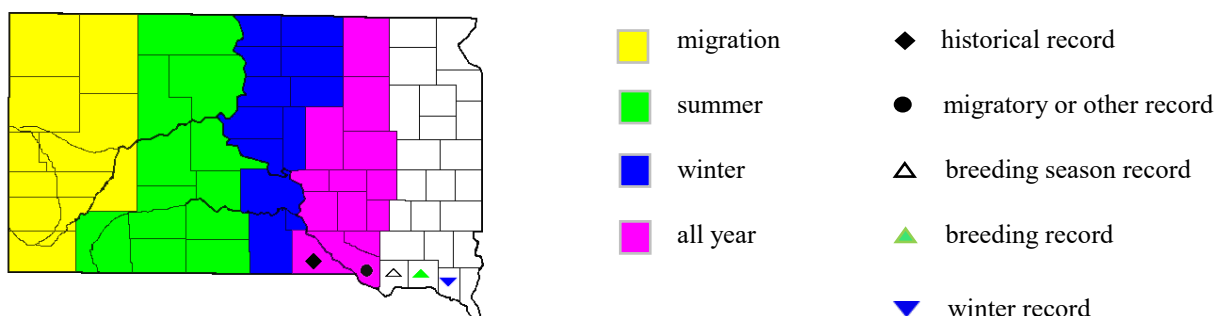 migration
summer
winter
all year
historical record
migratory or other record
breeding season record
breeding record
winter record